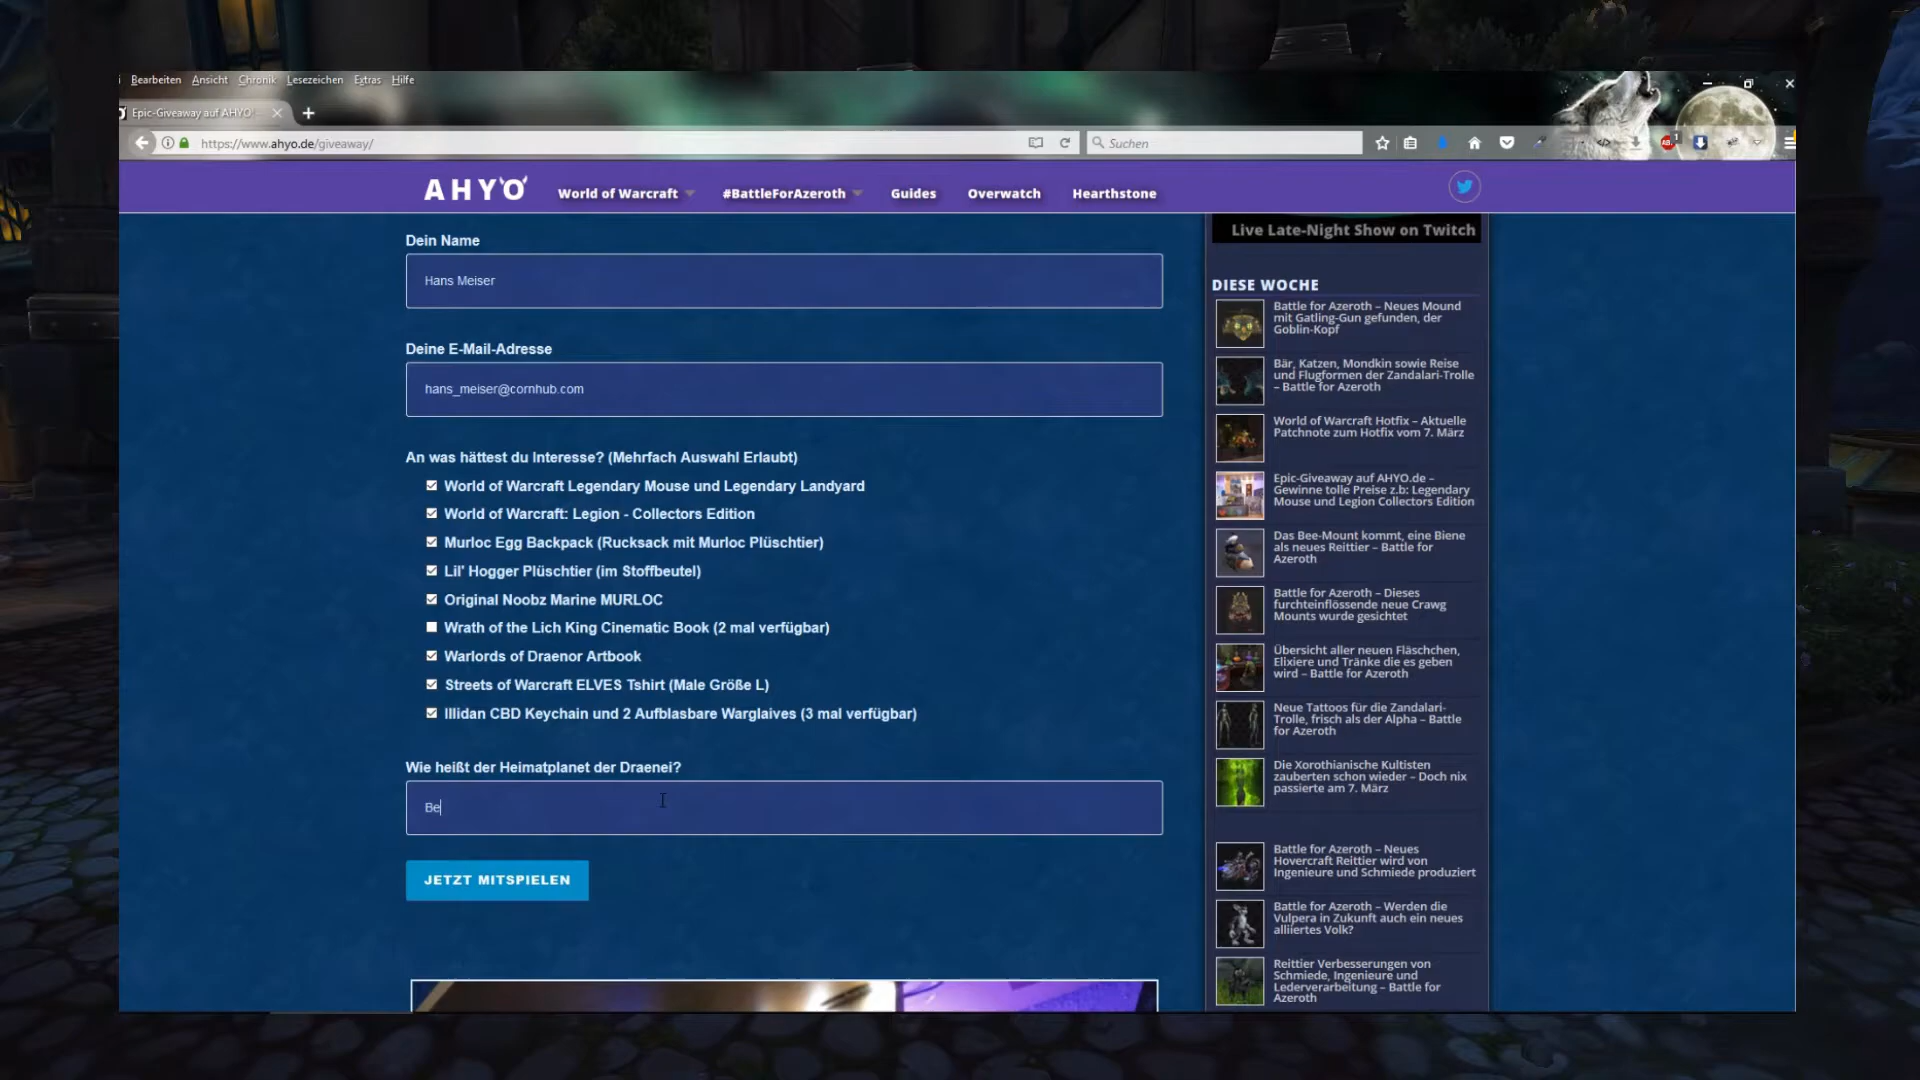 Bearbeiten Ansicht Chronik Lesezeichen Extras Hilfe
Epic-Giveaway auf AHYO
https://www.ahyo.de/giveaway/
Suchen
AHYO
World of Warcraft
#BattleForAzeroth
Guides
Overwatch
Hearthstone
Dein Name
Hans Meiser
Deine E-Mail-Adresse
hans_meiser@cornhub.com
An was hättest du Interesse? (Mehrfach Auswahl Erlaubt)
World of Warcraft Legendary Mouse und Legendary Landyard
World of Warcraft: Legion - Collectors Edition
Murloc Egg Backpack (Rucksack mit Murloc Plüschtier)
Lil' Hogger Plüschtier (im Stoffbeutel)
Original Noobz Marine MURLOC
Wrath of the Lich King Cinematic Book (2 mal verfügbar)
Warlords of Draenor Artbook
Streets of Warcraft ELVES Tshirt (Male Größe L)
Illidan CBD Keychain und 2 Aufblasbare Warglaives (3 mal verfügbar)
Wie heißt der Heimatplanet der Draenei?
Be
JETZT MITSPIELEN
Live Late-Night Show on Twitch
DIESE WOCHE
Battle for Azeroth – Neues Mound
mit Gatling-Gun gefunden, der
Goblin-Kopf
Bär, Katzen, Mondkin sowie Reise
und Flugformen der Zandalari-Trolle
– Battle for Azeroth
World of Warcraft Hotfix – Aktuelle
Patchnote zum Hotfix vom 7. März
Epic-Giveaway auf AHYO.de –
Gewinne tolle Preise z.b: Legendary
Mouse und Legion Collectors Edition
Das Bee-Mount kommt, eine Biene
als neues Reittier – Battle for
Azeroth
Battle for Azeroth – Dieses
furchteinflössende neue Crawg
Mounts wurde gesichtet
Übersicht aller neuen Fläschchen,
Elixiere und Tränke die es geben
wird – Battle for Azeroth
Neue Tattoos für die Zandalari-
Trolle, frisch als der Alpha – Battle
for Azeroth
Die Xorothianische Kultisten
zauberten schon wieder – Doch nix
passierte am 7. März
Battle for Azeroth – Neues
Hovercraft Reittier wird von
Ingenieure und Schmiede produziert
Battle for Azeroth – Werden die
Vulpera in Zukunft auch ein neues
alliiertes Volk?
Reittier Verbesserungen von
Schmiede, Ingenieure und
Lederverarbeitung – Battle for
Azeroth